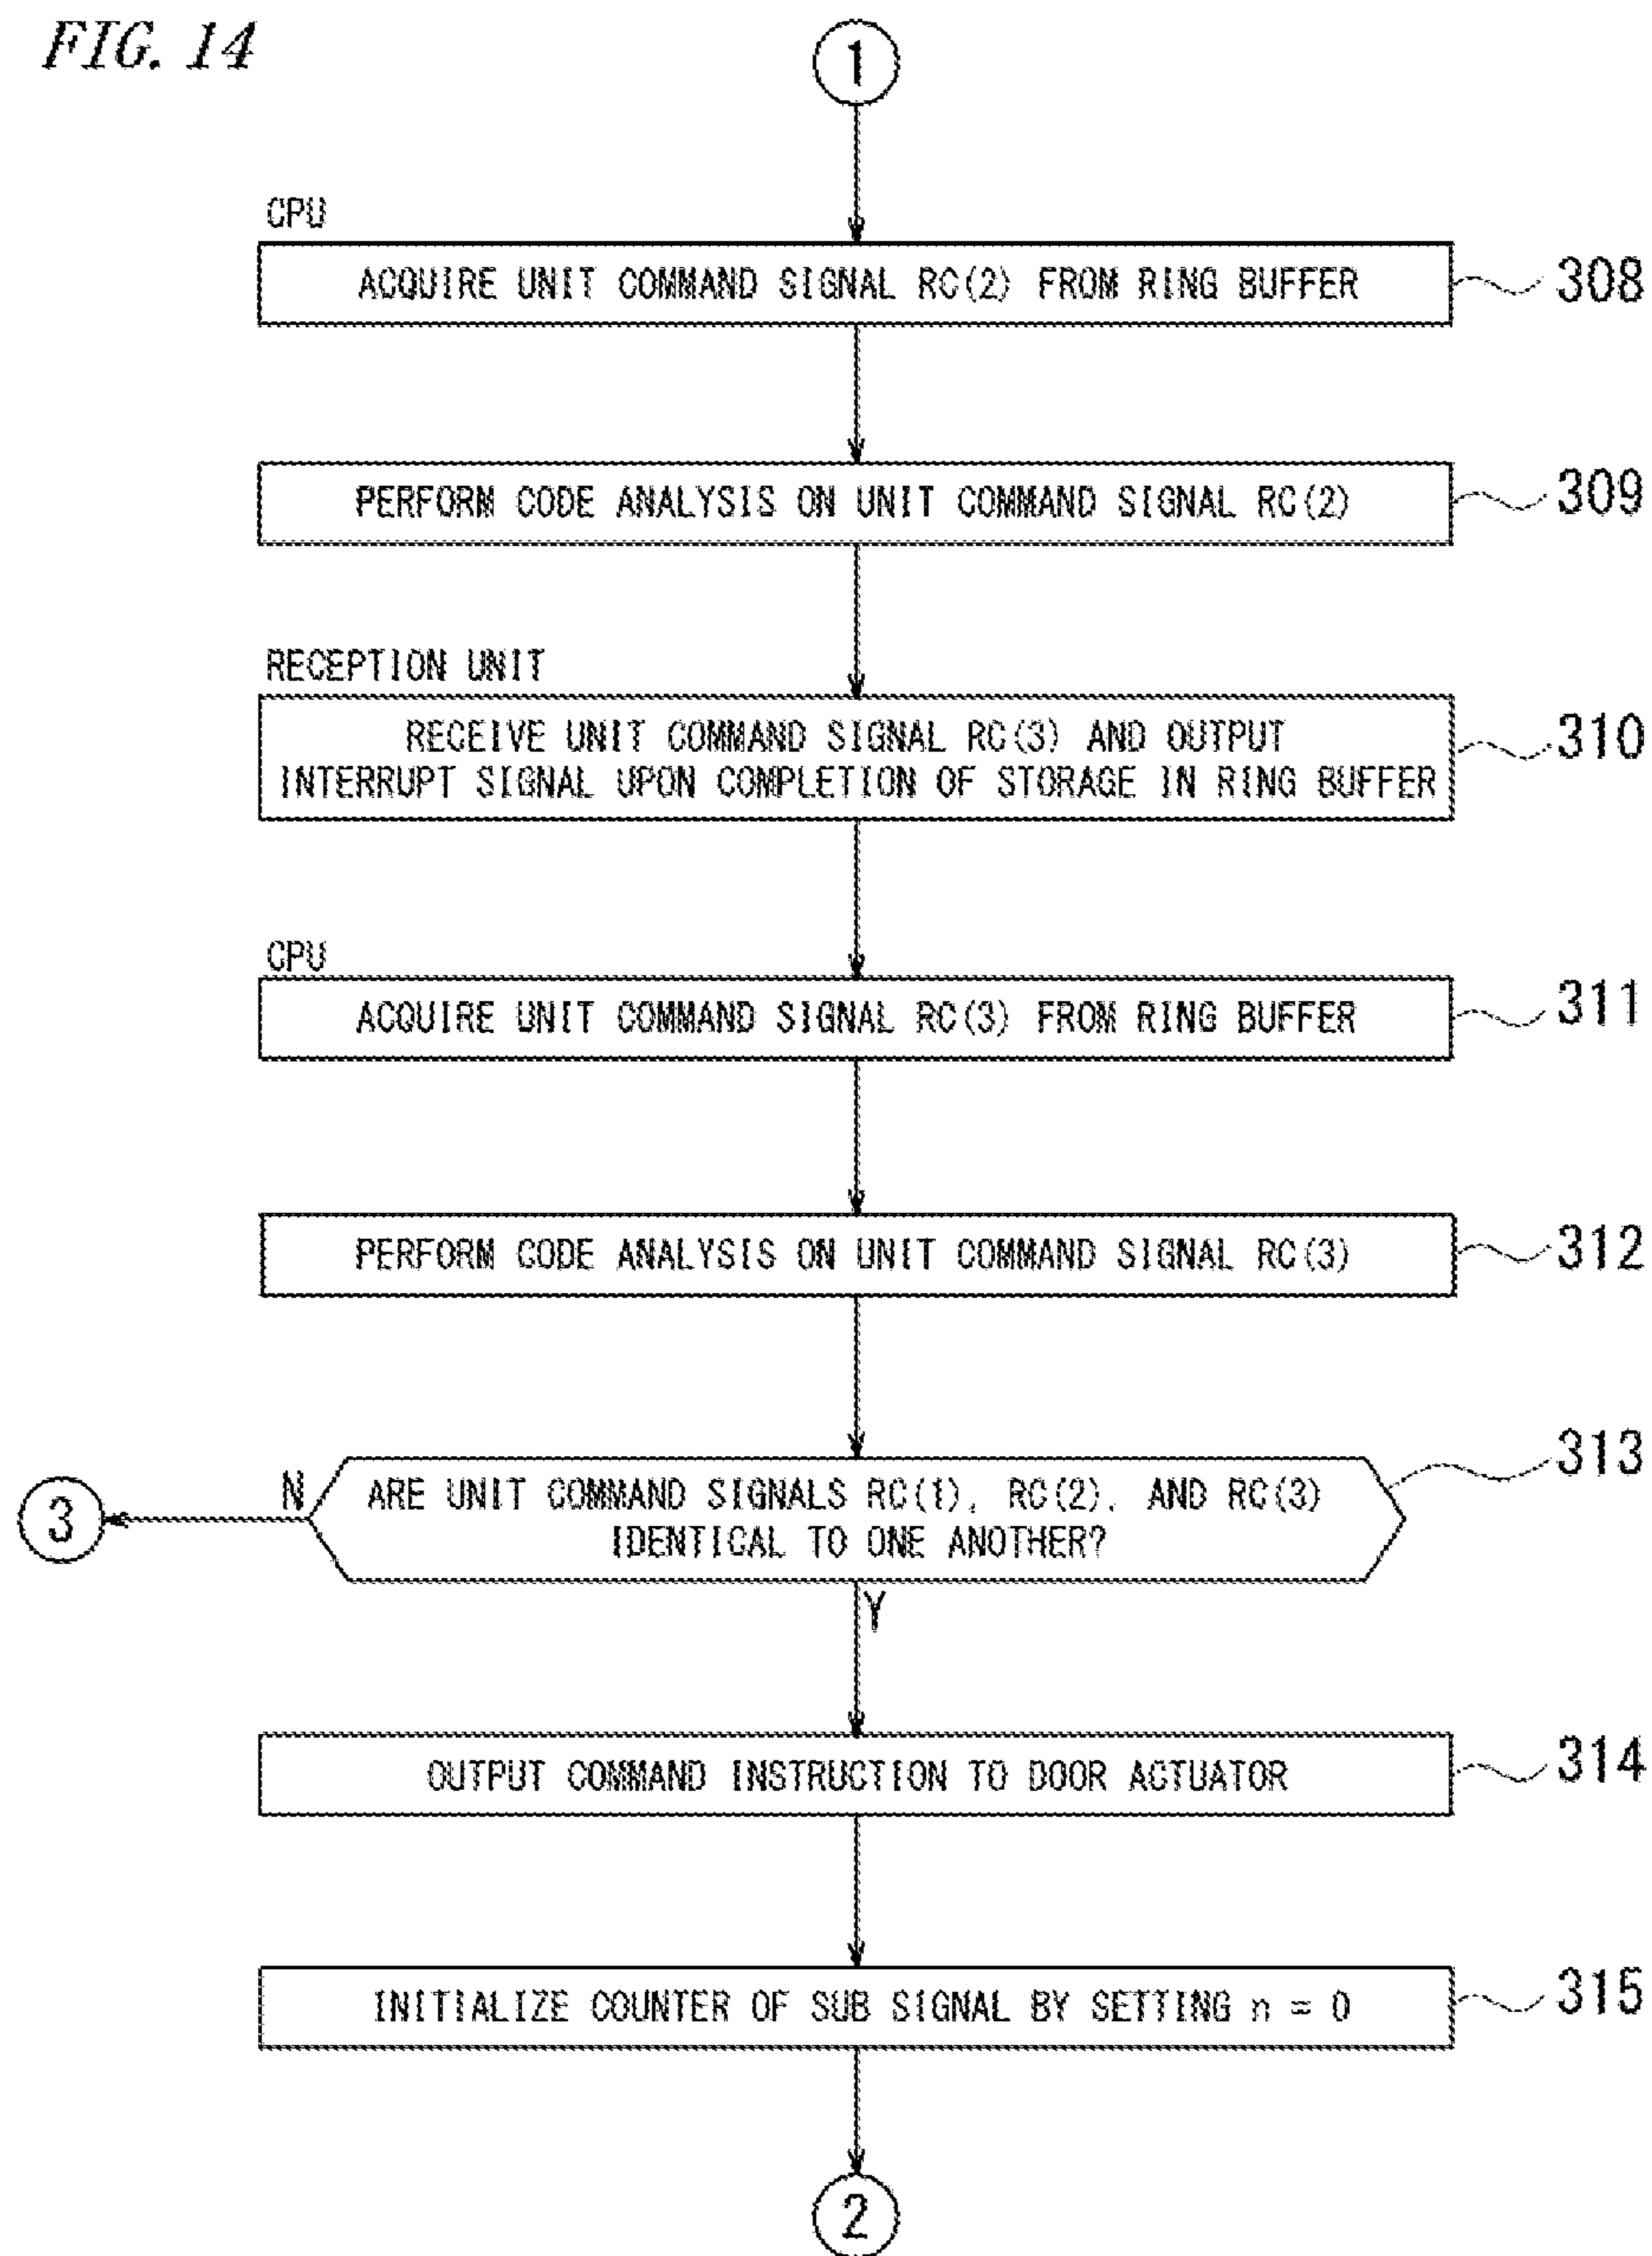 FIG. 14
1
CPU
ACQUIRE UNIT COMMAND SIGNAL RC(2) FROM RING BUFFER
308
PERFORM CODE ANALYSIS ON UNIT COMMAND SIGNAL RC(2)
309
RECEPTION UNIT
RECEIVE UNIT COMMAND SIGNAL RC(3) AND OUTPUT
INTERRUPT SIGNAL UPON COMPLETION OF STORAGE IN RING BUFFER
310
CPU
ACQUIRE UNIT COMMAND SIGNAL RC(3) FROM RING BUFFER
311
PERFORM CODE ANALYSIS ON UNIT COMMAND SIGNAL RC(3)
312
313
3
N
ARE UNIT COMMAND SIGNALS RC(1), RC(2), AND RC(3)
IDENTICAL TO ONE ANOTHER?
Y
OUTPUT COMMAND INSTRUCTION TO DOOR ACTUATOR
314
INITIALIZE COUNTER OF SUB SIGNAL BY SETTING n = 0
315
2